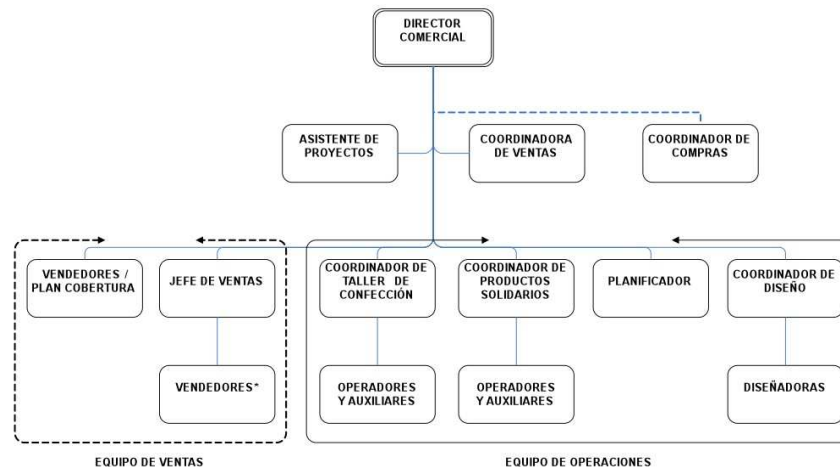 DIRECTOR
COMERCIAL
ASISTENTE DE
PROYECTOS
COORDINADORA
DE VENTAS
COORDINADOR DE
COMPRAS
VENDEDORES /
PLAN COBERTURA
JEFE DE VENTAS
COORDINADOR DE
TALLER DE
CONFECCIÓN
COORDINADOR DE
PRODUCTOS
SOLIDARIOS
PLANIFICADOR
COORDINADOR DE
DISEÑO
VENDEDORES*
OPERADORES
Y AUXILIARES
OPERADORES
Y AUXILIARES
DISEÑADORAS
EQUIPO DE VENTAS
EQUIPO DE OPERACIONES